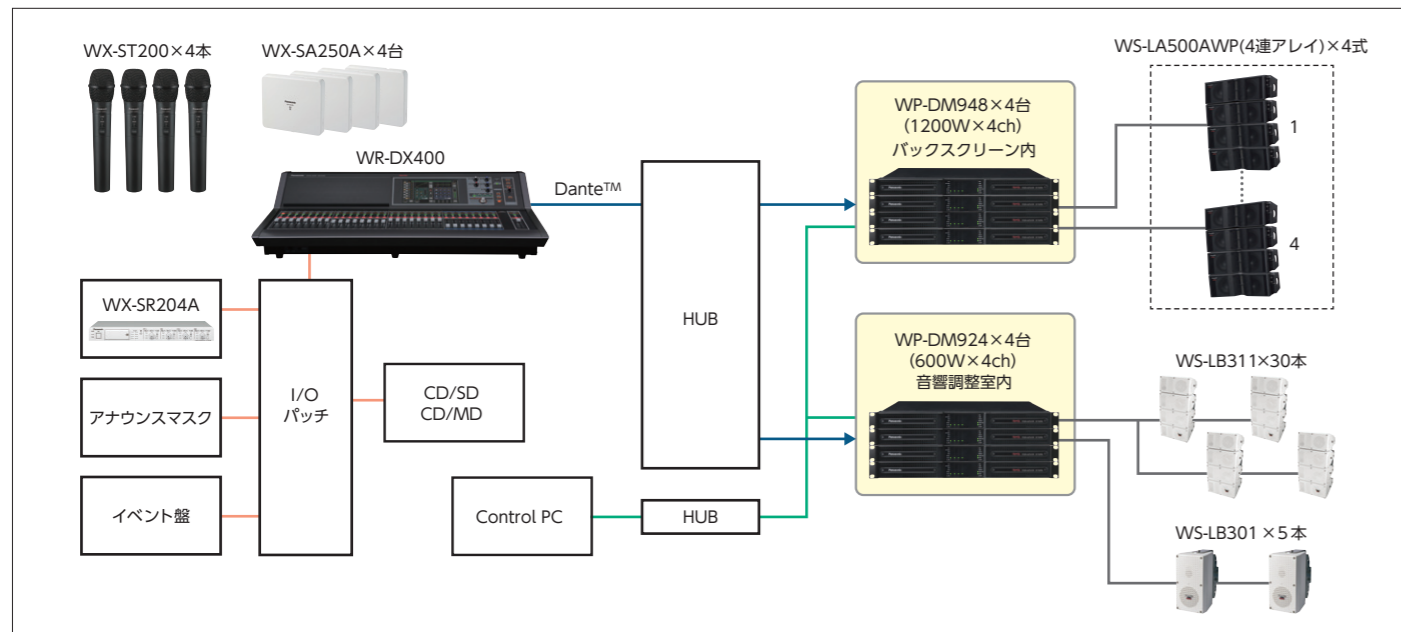 WX-ST200×4本
WX-SA250A×4台
WR-DX400
Dante™
WX-SR204A
アナウンスマスク
イベント盤
I/O
パッチ
CD/SD
CD/MD
Control PC
HUB
HUB
WP-DM948×4台
(1200W×4ch)
バックスクリーン内
WP-DM924×4台
(600W×4ch)
音響調整室内
WS-LA500AWP(4連アレイ)×4式
1
4
WS-LB311×30本
WS-LB301 ×5本